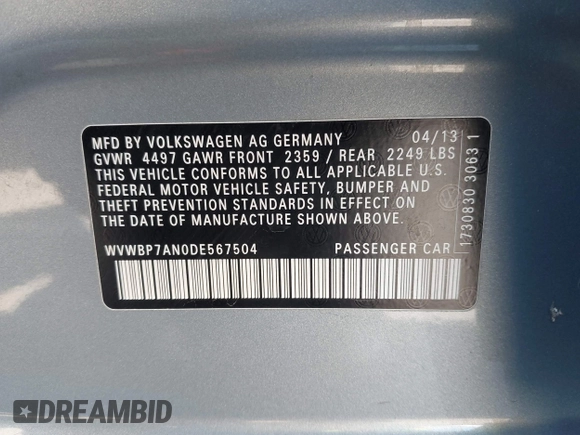 MFD BY VOLKSWAGEN AG GERMANY 04/13
GVWR 4497 GAWR FRONT 2359 / REAR 2249 LBS
THIS VEHICLE CONFORMS TO ALL APPLICABLE U.S.
FEDERAL MOTOR VEHICLE SAFETY, BUMPER AND
THEFT PREVENTION STANDARDS IN EFFECT ON
THE DATE OF MANUFACTURE SHOWN ABOVE.
WVWBP7AN0DE567504 PASSENGER CAR
1730830 3063 1
DREAMBID